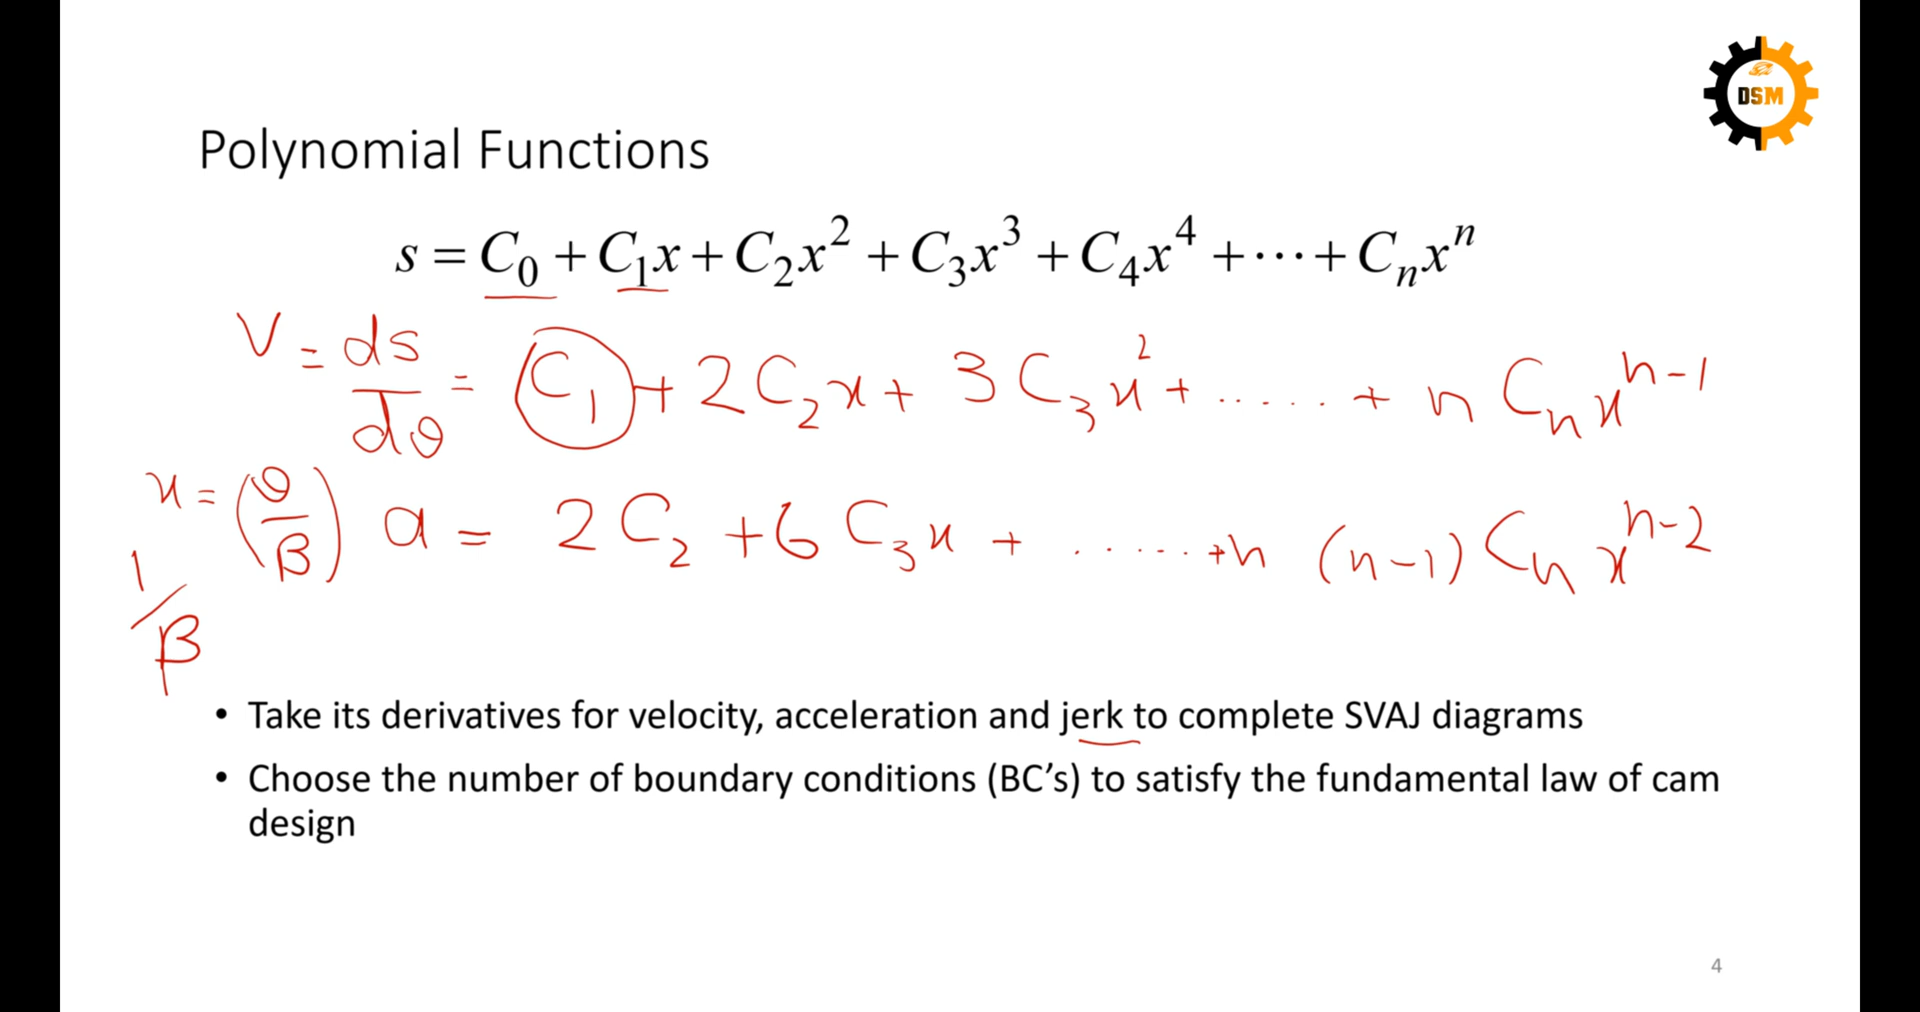 DSM
Polynomial Functions
s = C₀ + C₁x + C₂x² + C₃x³ + C₄x⁴ + ··· + Cₙxⁿ
V = ds/dθ = C₁ + 2C₂x + 3C₃x² + ..... + nCₙxⁿ⁻¹
x = (θ/β) a = 2C₂ + 6C₃x + ...... + n(n-1)Cₙxⁿ⁻²
1/β
• Take its derivatives for velocity, acceleration and jerk to complete SVAJ diagrams
• Choose the number of boundary conditions (BC’s) to satisfy the fundamental law of cam
design
4